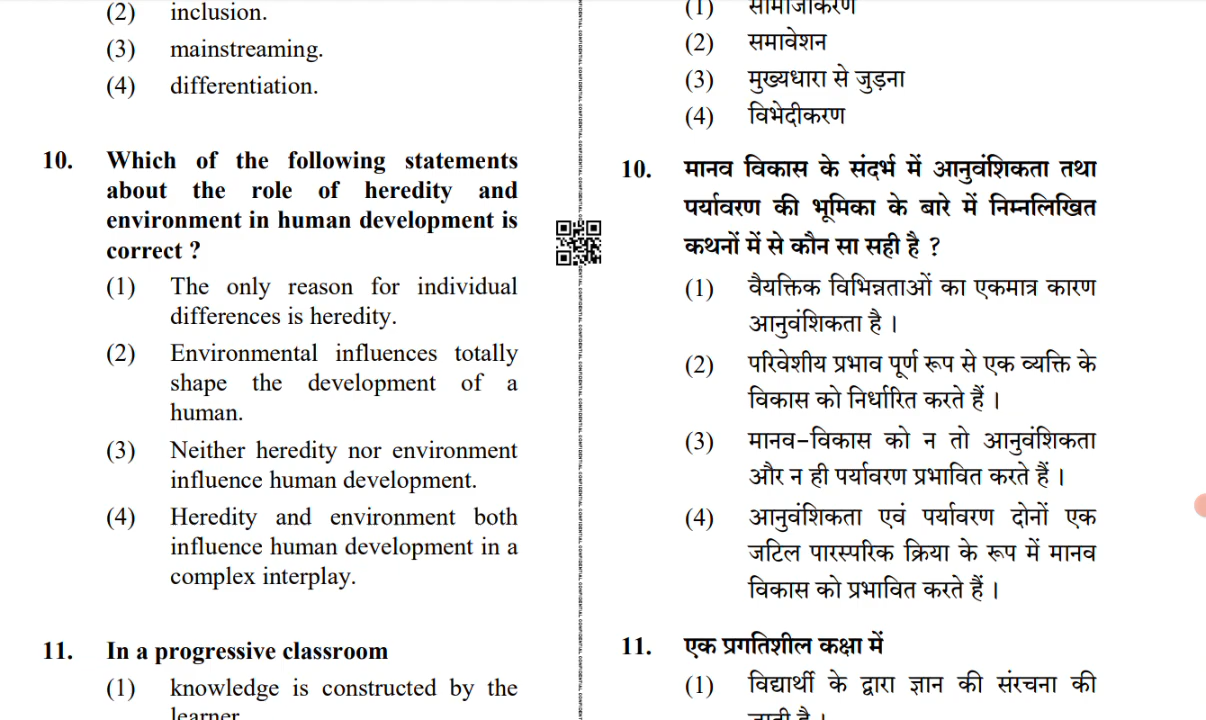 (2) inclusion.
(3) mainstreaming.
(4) differentiation.
10. Which of the following statements
about the role of heredity and
environment in human development is
correct ?
(1) The only reason for individual
differences is heredity.
(2) Environmental influences totally
shape the development of a
human.
(3) Neither heredity nor environment
influence human development.
(4) Heredity and environment both
influence human development in a
complex interplay.
11. In a progressive classroom
(1) knowledge is constructed by the
learner.
(1) सामाजीकरण
(2) समावेशन
(3) मुख्यधारा से जुड़ना
(4) विभेदीकरण
10. मानव विकास के संदर्भ में आनुवंशिकता तथा
पर्यावरण की भूमिका के बारे में निम्नलिखित
कथनों में से कौन सा सही है ?
(1) वैयक्तिक विभिन्नताओं का एकमात्र कारण
आनुवंशिकता है ।
(2) परिवेशीय प्रभाव पूर्ण रूप से एक व्यक्ति के
विकास को निर्धारित करते हैं ।
(3) मानव-विकास को न तो आनुवंशिकता
और न ही पर्यावरण प्रभावित करते हैं ।
(4) आनुवंशिकता एवं पर्यावरण दोनों एक
जटिल पारस्परिक क्रिया के रूप में मानव
विकास को प्रभावित करते हैं ।
11. एक प्रगतिशील कक्षा में
(1) विद्यार्थी के द्वारा ज्ञान की संरचना की
जाती है ।